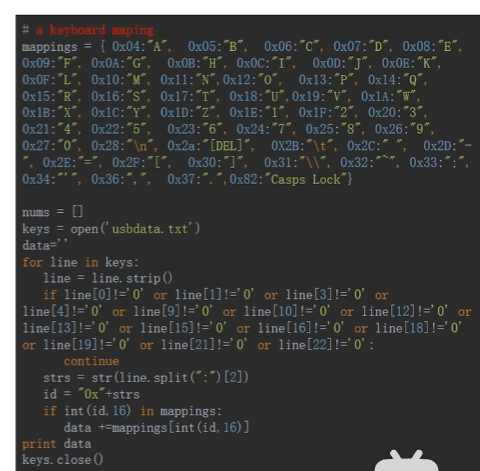 # a keyboard maping
mappings = { 0x04:"A",  0x05:"B",  0x06:"C", 0x07:"D", 0x08:"E",
0x09:"F", 0x0A:"G",  0x0B:"H", 0x0C:"I",  0x0D:"J", 0x0E:"K",
0x0F:"L", 0x10:"M", 0x11:"N",0x12:"O",  0x13:"P", 0x14:"Q",
0x15:"R", 0x16:"S", 0x17:"T", 0x18:"U",0x19:"V", 0x1A:"W",
0x1B:"X", 0x1C:"Y", 0x1D:"Z", 0x1E:"1", 0x1F:"2", 0x20:"3",
0x21:"4", 0x22:"5",  0x23:"6", 0x24:"7", 0x25:"8", 0x26:"9",
0x27:"0", 0x28:"\n", 0x2a:"[DEL]",  0X2B:"\t", 0x2C:" ",  0x2D:"-
", 0x2E:"=", 0x2F:"[",  0x30:"]",  0x31:"\\", 0x32:"~", 0x33:";",
0x34:"'", 0x36:",",  0x37:".",0x82:"Casps Lock"}
nums = []
keys = open('usbdata.txt')
data=''
for line in keys:
line = line.strip()
if line[0]!='0' or line[1]!='0' or line[3]!='0' or
line[4]!='0' or line[9]!='0' or line[10]!='0' or line[12]!='0' or
line[13]!='0' or line[15]!='0' or line[16]!='0' or line[18]!='0'
or line[19]!='0' or line[21]!='0' or line[22]!='0':
continue
strs = str(line.split(":")[2])
id = "0x"+strs
if int(id,16) in mappings:
data +=mappings[int(id,16)]
print data
keys.close()